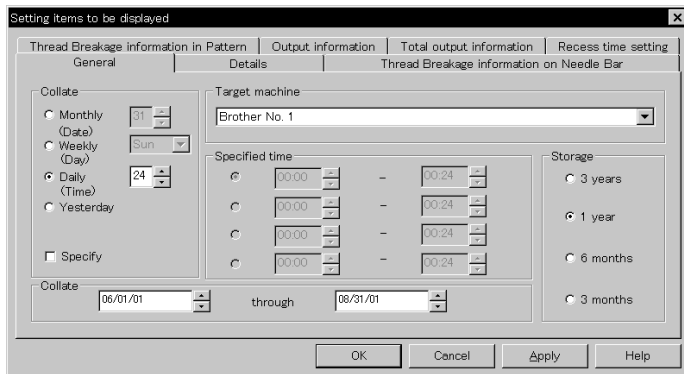 Setting items to be displayed
Thread Breakage information in Pattern Output information Total output information Recess time setting
General Details Thread Breakage information on Needle Bar
Collate
Monthly (Date) 31
Weekly (Day) Sun
Daily (Time) 24
Yesterday
Specify
Target machine
Brother No. 1
Specified time
00:00 – 00:24
00:00 – 00:24
00:00 – 00:24
00:00 – 00:24
Storage
3 years
1 year
6 months
3 months
Collate
06/01/01 through 08/31/01
OK Cancel Apply Help